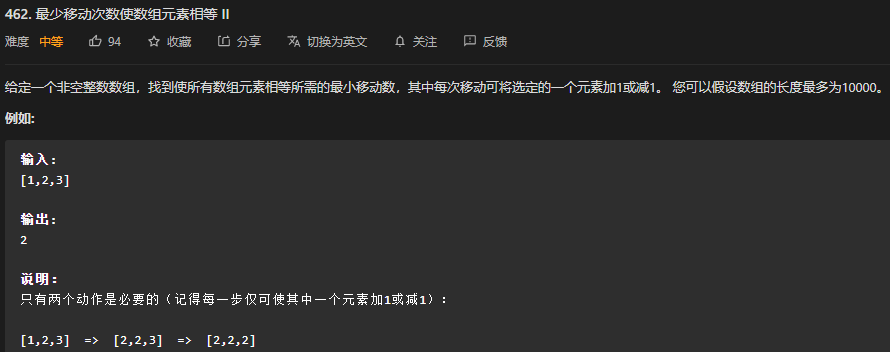 462. 最少移动次数使数组元素相等 II
难度 中等 94 收藏 分享 切换为英文 关注 反馈
给定一个非空整数数组，找到使所有数组元素相等所需的最小移动数，其中每次移动可将选定的一个元素加1或减1。 您可以假设数组的长度最多为10000。
例如:
输入:
[1,2,3]
输出:
2
说明:
只有两个动作是必要的（记得每一步仅可使其中一个元素加1或减1）:
[1,2,3] => [2,2,3] => [2,2,2]